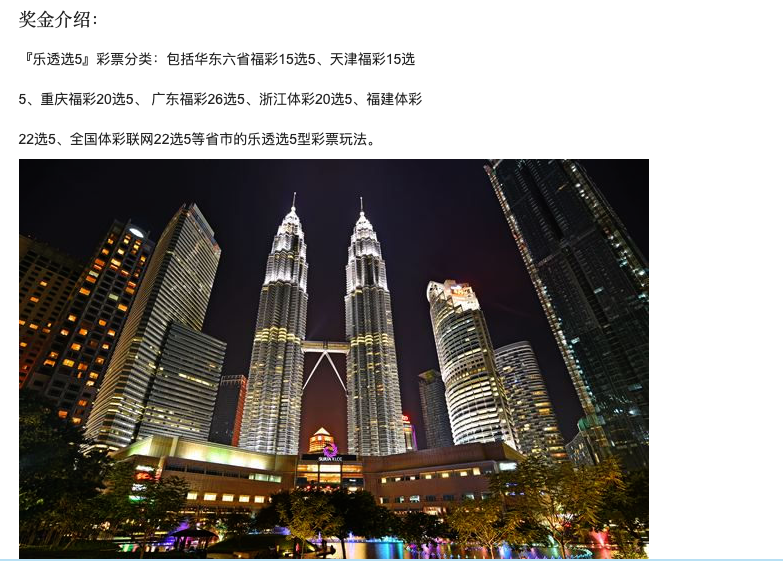 奖金介绍：
『乐透选5』彩票分类：包括华东六省福彩15选5、天津福彩15选
5、重庆福彩20选5、 广东福彩26选5、浙江体彩20选5、福建体彩
22选5、全国体彩联网22选5等省市的乐透选5型彩票玩法。
SURIA KLCC